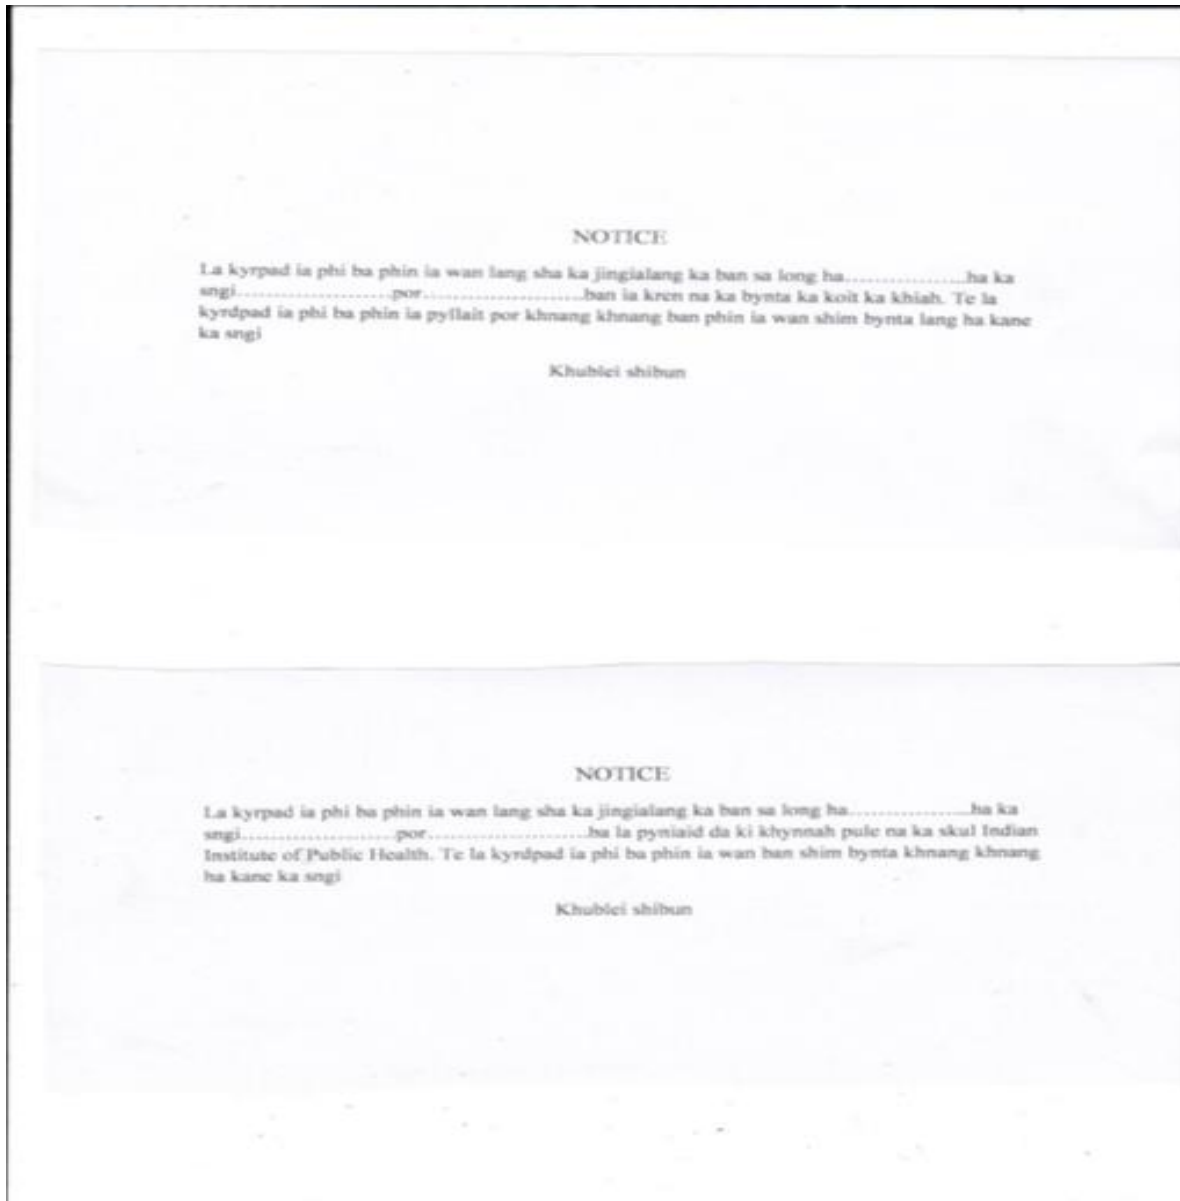 NOTICE
La kyrpad ia phi ba phin ia wan lang sha ka jingialang ka ban sa long ha..................ha ka
sngi.......................por........................ban ia kren na ka bynta ka koit ka khiah. Te la
kyrdpad ia phi ba phin ia pyllait por khnang khnang ban phin ia wan shim bynta lang ha kane
ka sngi
Khublei shibun
NOTICE
La kyrpad ia phi ba phin ia wan lang sha ka jingialang ka ban sa long ha..................ha ka
sngi.......................por........................ba la pyniaid da ki khynnah pule na ka skul Indian
Institute of Public Health. Te la kyrdpad ia phi ba phin ia wan ban shim bynta khnang khnang
ha kane ka sngi
Khublei shibun